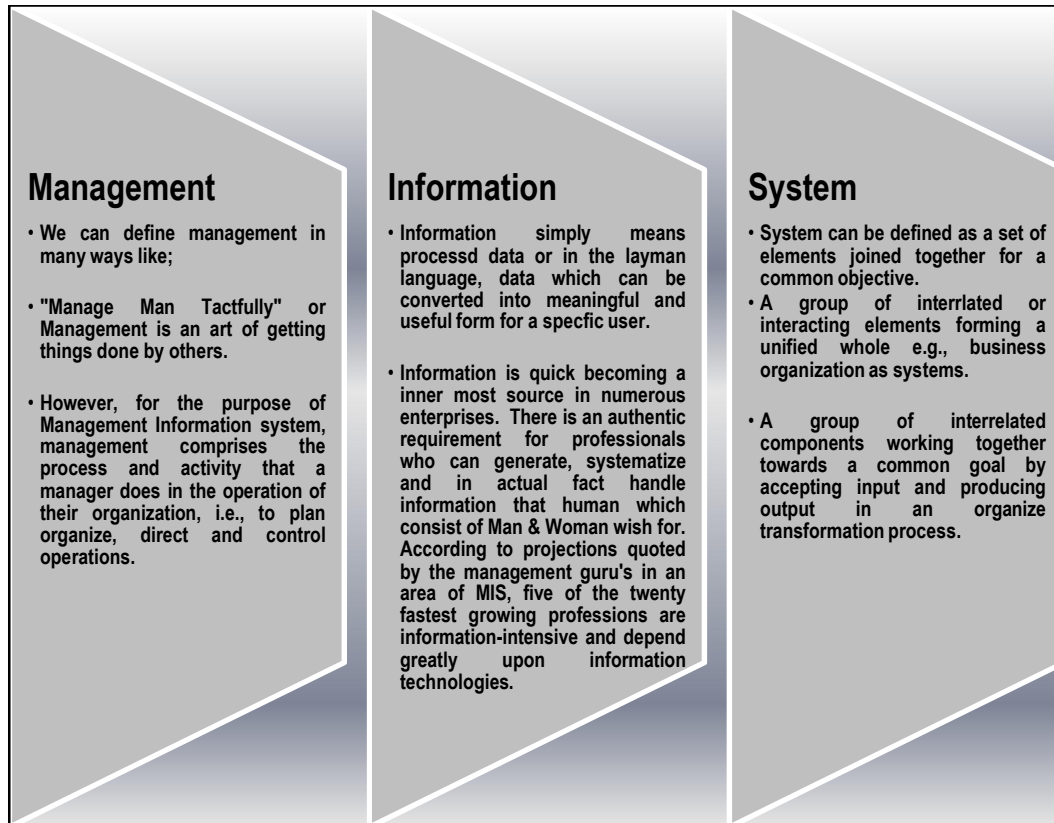 Management
• We can define management in
many ways like;
• "Manage Man Tactfully" or
Management is an art of getting
things done by others.
• However, for the purpose of
Management Information system,
management comprises the
process and activity that a
manager does in the operation of
their organization, i.e., to plan
organize, direct and control
operations.
Information
• Information simply means
processd data or in the layman
language, data which can be
converted into meaningful and
useful form for a specfic user.
• Information is quick becoming a
inner most source in numerous
enterprises. There is an authentic
requirement for professionals
who can generate, systematize
and in actual fact handle
information that human which
consist of Man & Woman wish for.
According to projections quoted
by the management guru's in an
area of MIS, five of the twenty
fastest growing professions are
information-intensive and depend
greatly upon information
technologies.
System
• System can be defined as a set of
elements joined together for a
common objective.
• A group of interrlated or
interacting elements forming a
unified whole e.g., business
organization as systems.
• A group of interrelated
components working together
towards a common goal by
accepting input and producing
output in an organize
transformation process.